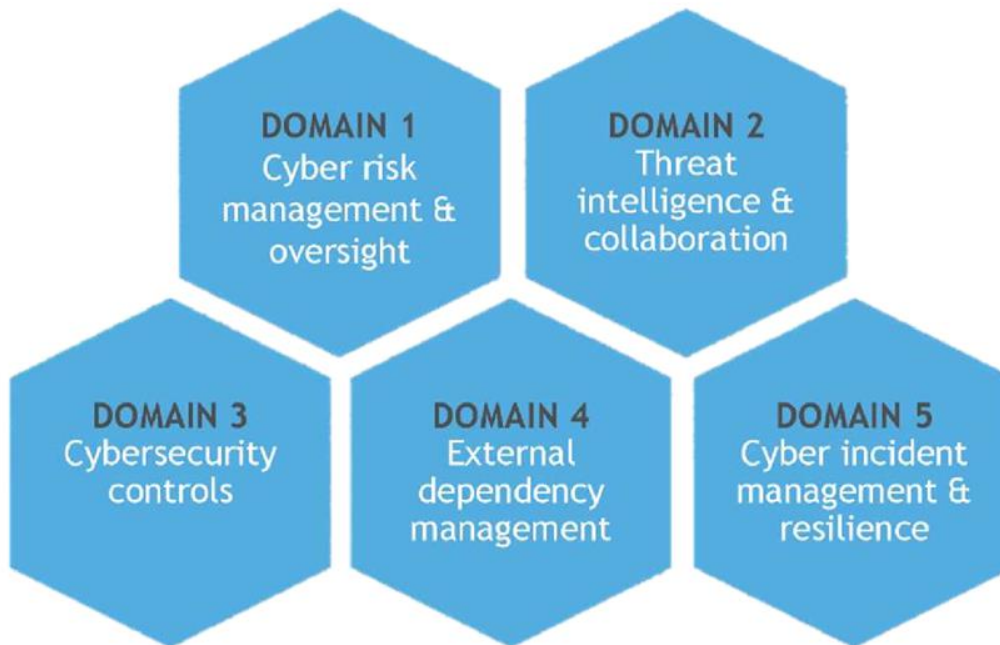 DOMAIN 1
Cyber risk
management &
oversight
DOMAIN 2
Threat
intelligence &
collaboration
DOMAIN 3
Cybersecurity
controls
DOMAIN 4
External
dependency
management
DOMAIN 5
Cyber incident
management &
resilience